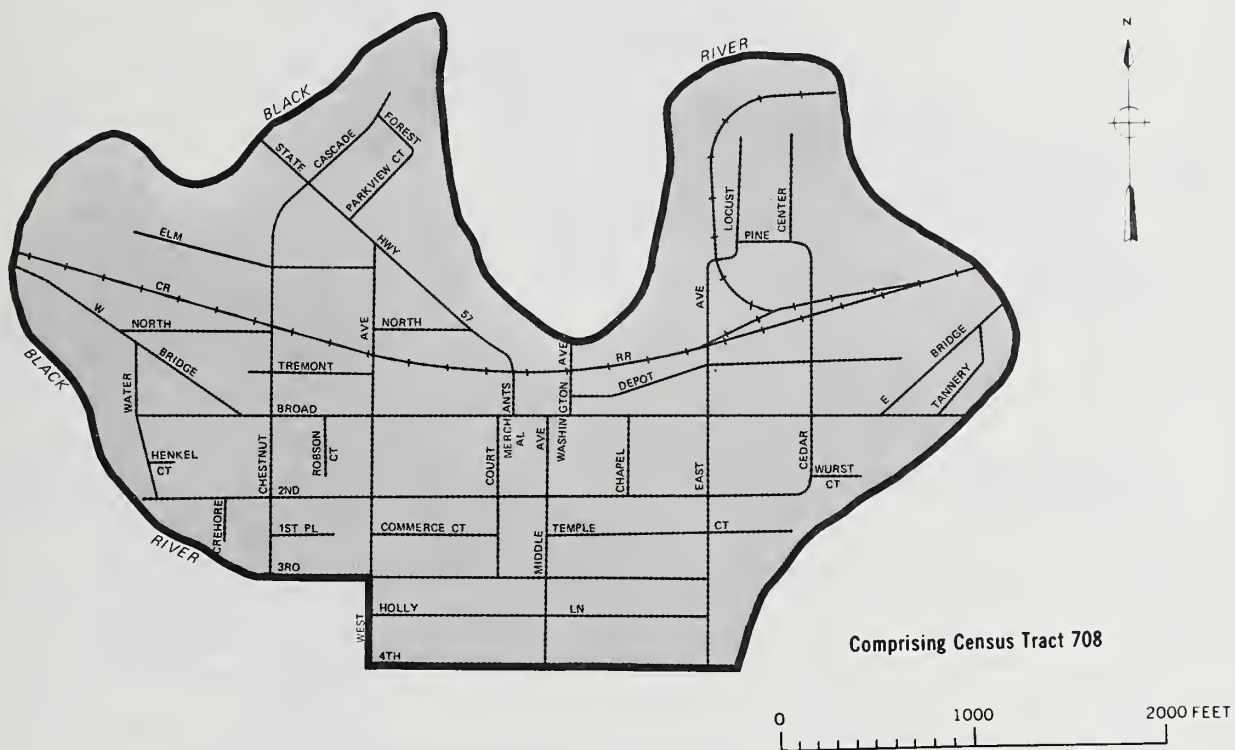 N
RIVER
BLACK
STATE
CASCADE
FOREST
PARKVIEW CT
LOCUST
CENTER
PINE
ELM
HWY
57
CR
W
BRIDGE
NORTH
AVE
NORTH
AVE
AVE
RR
BRIDGE
E
TANNERY
BLACK
WATER
TREMONT
DEPOT
BROAD
MERCHANTS
AL
WASHINGTON
AVE
HENKEL
CT
CHESTNUT
ROBSON
CT
COURT
CHAPEL
EAST
CEDAR
WURST
CT
2ND
CREHORE
RIVER
1ST PL
COMMERCE CT
MIDDLE
TEMPLE
CT
3RD
HOLLY
LN
WEST
4TH
Comprising Census Tract 708
0
1000
2000 FEET